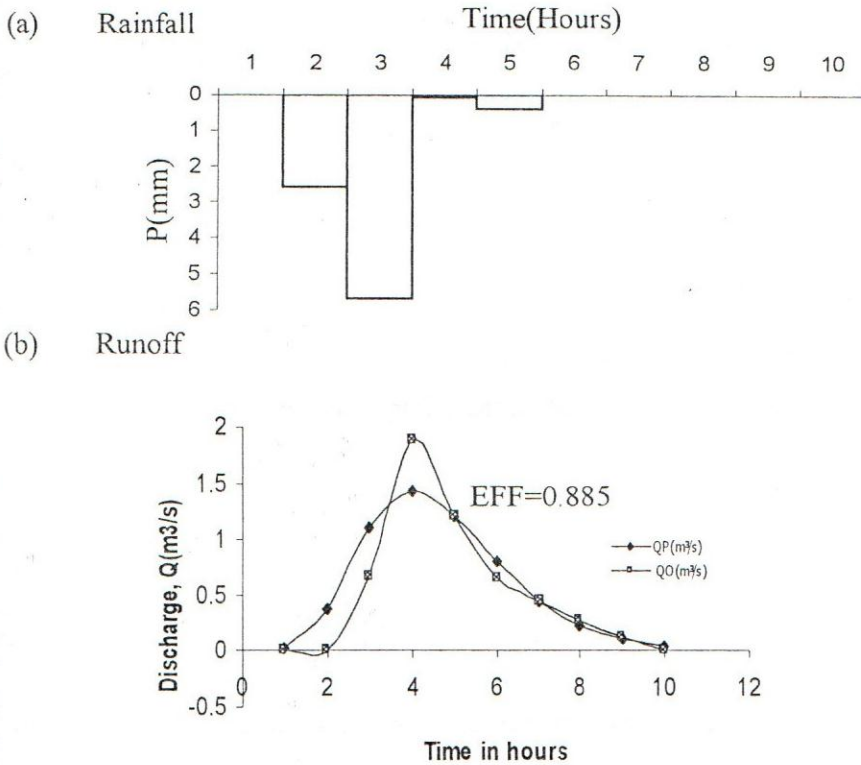 (a) Rainfall Time(Hours)
1 2 3 4 5 6 7 8 9 10
0
1
2
3
4
5
6
P(mm)
(b) Runoff
2
1.5
1
0.5
0
-0.5
Discharge, Q(m3/s)
EFF=0.885
QP(m³/s)
QO(m³/s)
0 2 4 6 8 10 12
Time in hours